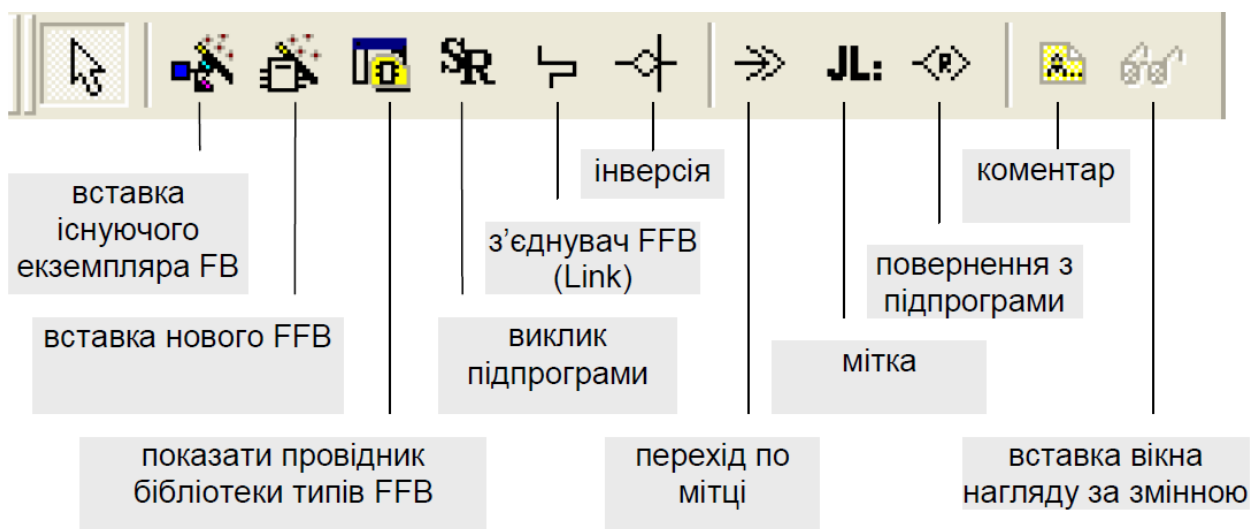 SR
JL:
R
A..
інверсія
коментар
вставка
існуючого
екземпляра FB
з’єднувач FFB
(Link)
повернення з
підпрограми
вставка нового FFB
виклик
підпрограми
мітка
показати провідник
бібліотеки типів FFB
перехід по
мітці
вставка вікна
нагляду за змінною